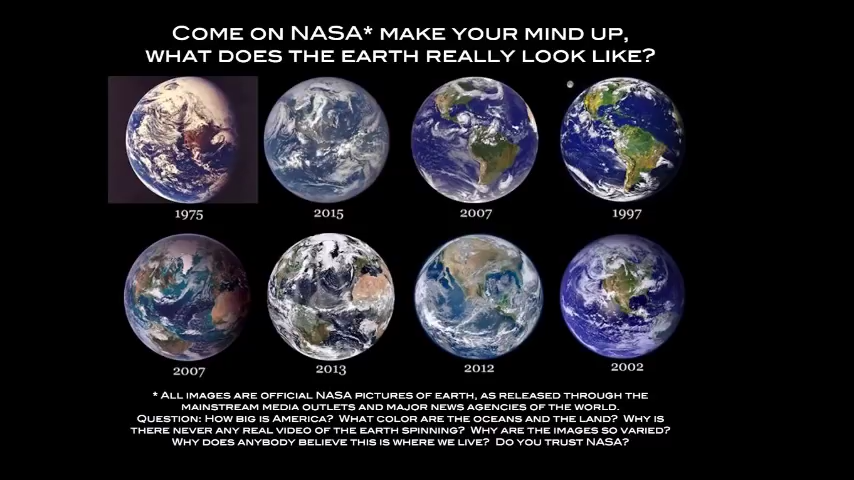 COME ON NASA* MAKE YOUR MIND UP,
WHAT DOES THE EARTH REALLY LOOK LIKE?
1975 2015 2007 1997
2007 2013 2012 2002
* ALL IMAGES ARE OFFICIAL NASA PICTURES OF EARTH, AS RELEASED THROUGH THE
MAINSTREAM MEDIA OUTLETS AND MAJOR NEWS AGENCIES OF THE WORLD.
QUESTION: HOW BIG IS AMERICA? WHAT COLOR ARE THE OCEANS AND THE LAND? WHY IS
THERE NEVER ANY REAL VIDEO OF THE EARTH SPINNING? WHY ARE THE IMAGES SO VARIED?
WHY DOES ANYBODY BELIEVE THIS IS WHERE WE LIVE? DO YOU TRUST NASA?